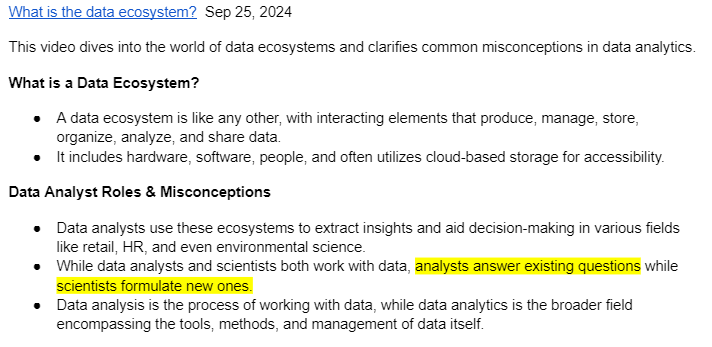 What is the data ecosystem? Sep 25, 2024
This video dives into the world of data ecosystems and clarifies common misconceptions in data analytics.
What is a Data Ecosystem?
● A data ecosystem is like any other, with interacting elements that produce, manage, store,
organize, analyze, and share data.
● It includes hardware, software, people, and often utilizes cloud-based storage for accessibility.
Data Analyst Roles & Misconceptions
● Data analysts use these ecosystems to extract insights and aid decision-making in various fields
like retail, HR, and even environmental science.
● While data analysts and scientists both work with data, analysts answer existing questions while
scientists formulate new ones.
● Data analysis is the process of working with data, while data analytics is the broader field
encompassing the tools, methods, and management of data itself.